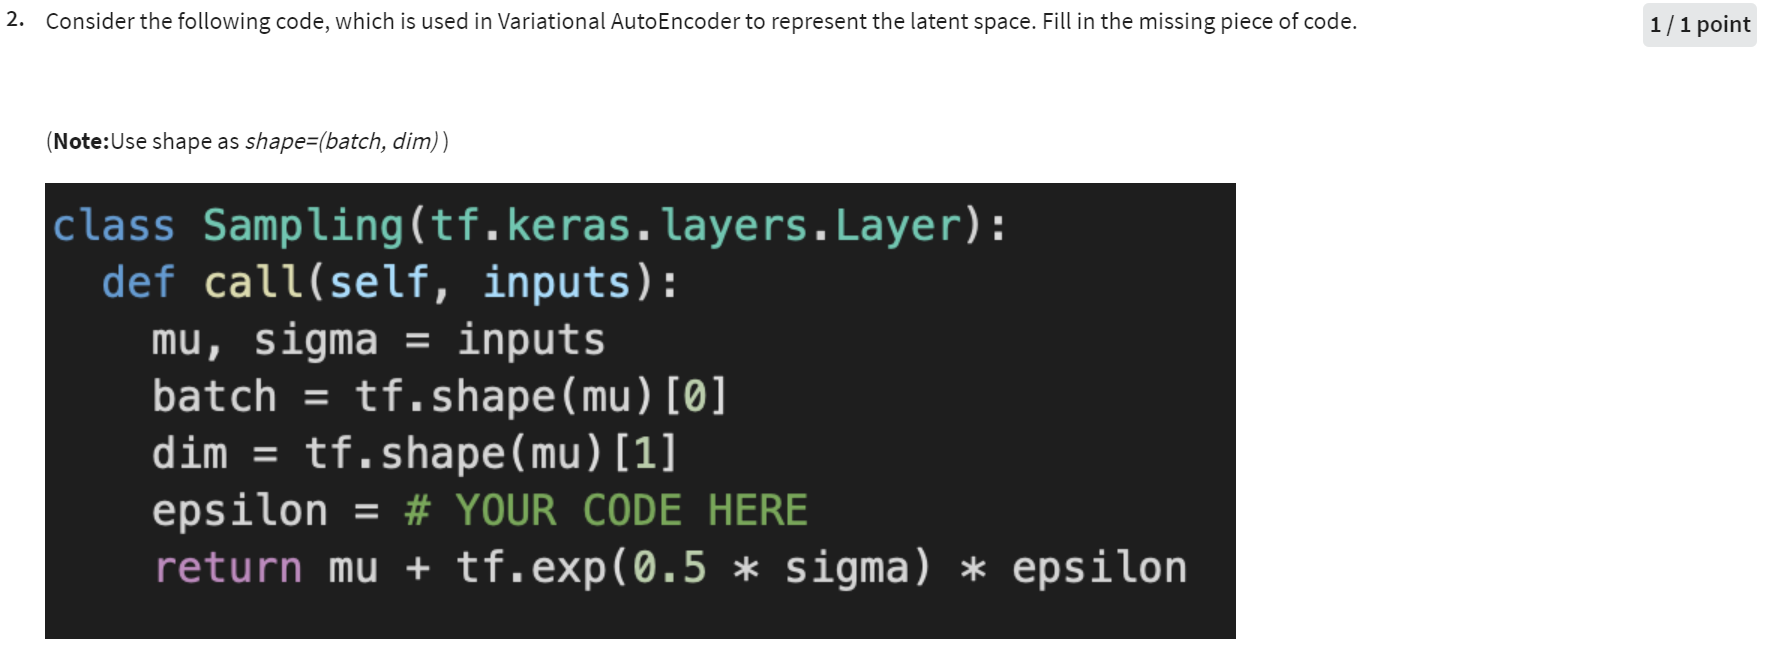 2. Consider the following code, which is used in Variational AutoEncoder to represent the latent space. Fill in the missing piece of code.
1 / 1 point
(Note:Use shape as shape=(batch, dim) )
class Sampling(tf.keras.layers.Layer):
  def call(self, inputs):
    mu, sigma = inputs
    batch = tf.shape(mu)[0]
    dim = tf.shape(mu)[1]
    epsilon = # YOUR CODE HERE
    return mu + tf.exp(0.5 * sigma) * epsilon